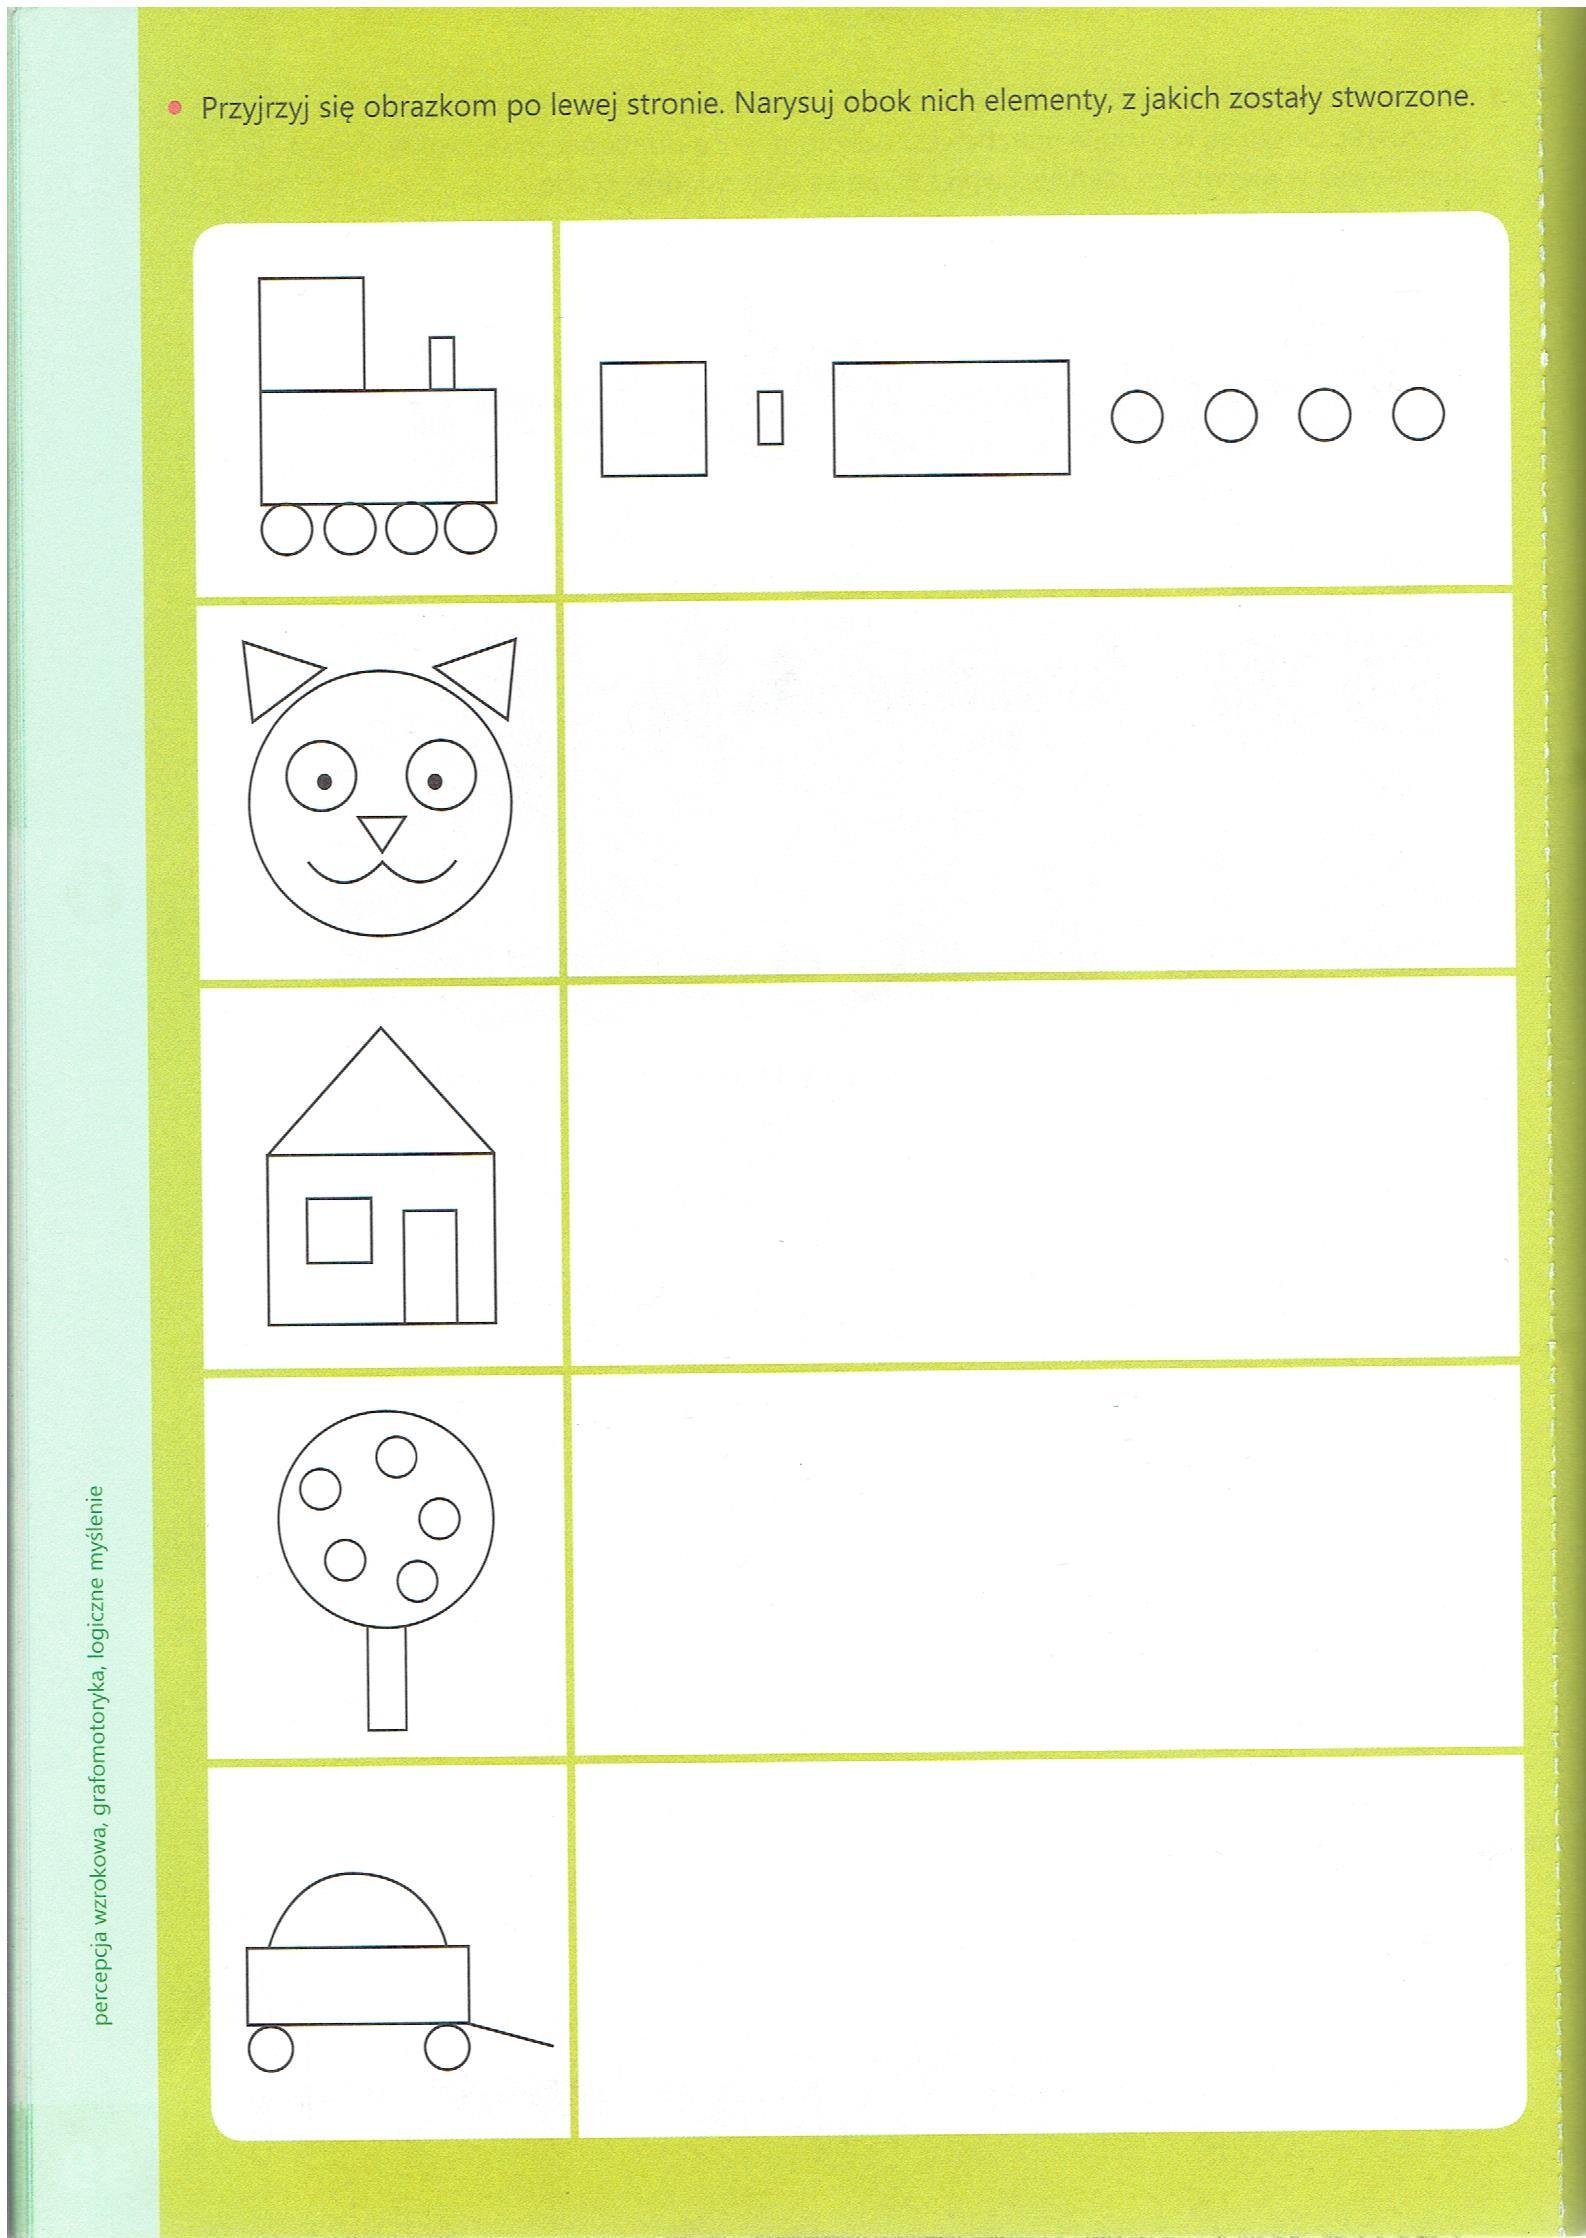 Przyjrzyj się obrazkom po lewej stronie. Narysuj obok nich elementy, z jakich zostały stworzone.
percepcja wzrokowa, grafomotoryka, logiczne myślenie